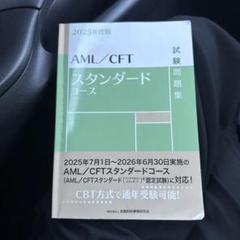 2025年度版
AML／CFT
スタンダード
コース
試験問題集
2025年7月1日〜2026年6月30日実施の
AML／CFTスタンダードコース
に対応！
CBT方式で通年受験可能！